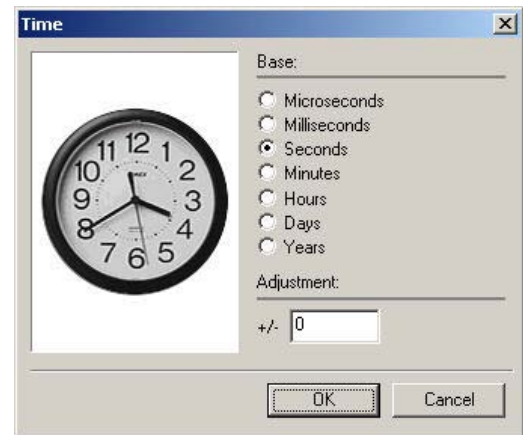 Time
Base:
11 12 1
10 2
9 3
8 4
7 6 5
Microseconds
Milliseconds
Seconds
Minutes
Hours
Days
Years
Adjustment:
+/- 0
OK Cancel